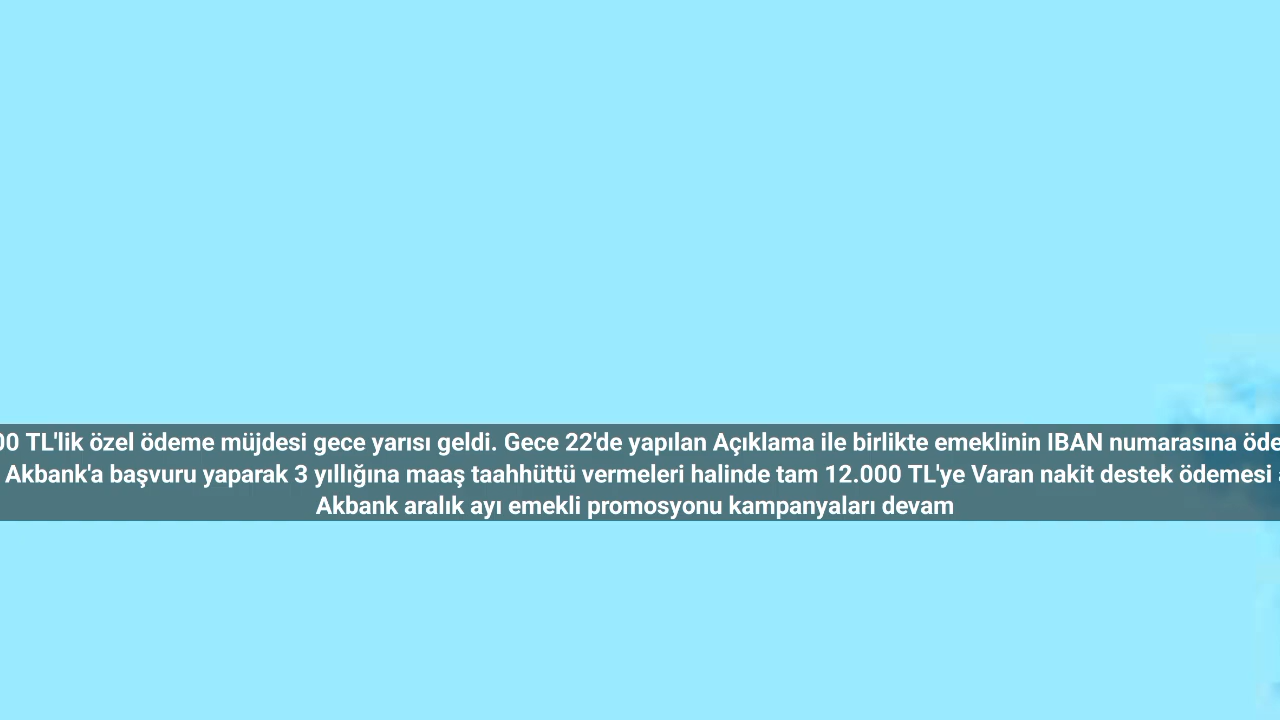 00 TL'lik özel ödeme müjdesi gece yarısı geldi. Gece 22'de yapılan Açıklama ile birlikte emeklinin IBAN numarasına öde
Akbank'a başvuru yaparak 3 yıllığına maaş taahhüttü vermeleri halinde tam 12.000 TL'ye Varan nakit destek ödemesi
Akbank aralık ayı emekli promosyonu kampanyaları devam